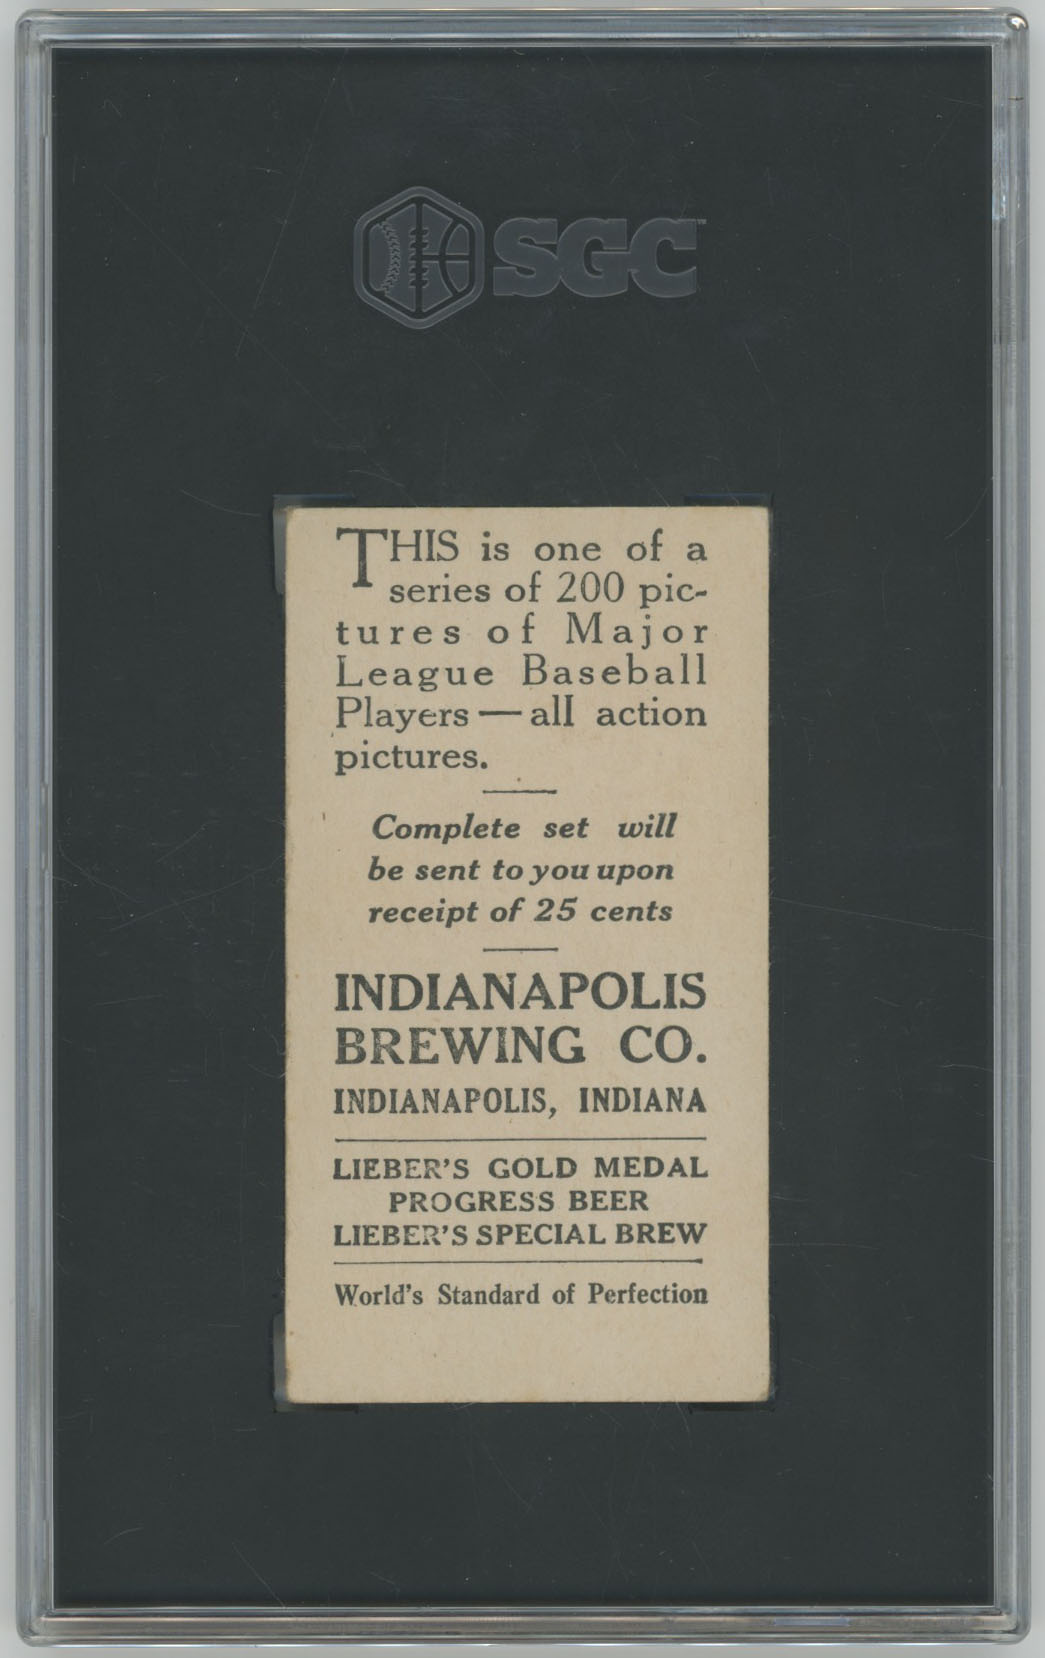 SGC™
THIS is one of a
series of 200 pic-
tures of Major
League Baseball
Players — all action
pictures.
Complete set will
be sent to you upon
receipt of 25 cents
INDIANAPOLIS
BREWING CO.
INDIANAPOLIS, INDIANA
LIEBER'S GOLD MEDAL
PROGRESS BEER
LIEBER'S SPECIAL BREW
World's Standard of Perfection